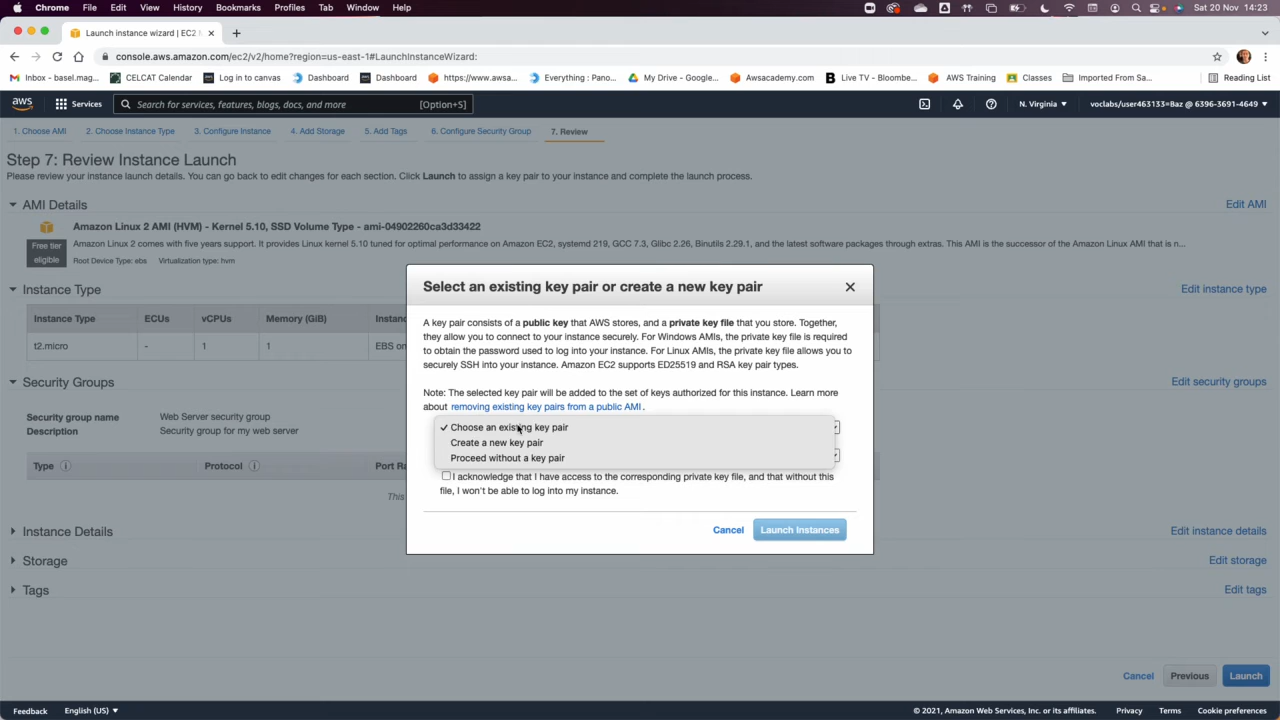 Chrome File Edit View History Bookmarks Profiles Tab Window Help Sat 20 Nov 14:23
Launch instance wizard | EC2 M
console.aws.amazon.com/ec2/v2/home?region=us-east-1#LaunchInstanceWizard:
Inbox - basel.mag... CELCAT Calendar Log in to canvas Dashboard Dashboard https://www.awsa... Everything : Pano... My Drive - Google... Awsacademy.com Live TV – Bloombe... AWS Training Classes Imported From Sa... Reading List
aws Services Search for services, features, blogs, docs, and more [Option+S] N. Virginia voclabs/user463133=Baz @ 6396-3691-4649
1. Choose AMI 2. Choose Instance Type 3. Configure Instance 4. Add Storage 5. Add Tags 6. Configure Security Group 7. Review
Step 7: Review Instance Launch
Please review your instance launch details. You can go back to edit changes for each section. Click Launch to assign a key pair to your instance and complete the launch process.
AMI Details Edit AMI
Amazon Linux 2 AMI (HVM) - Kernel 5.10, SSD Volume Type - ami-04902260ca3d33422
Free tier eligible
Amazon Linux 2 comes with five years support. It provides Linux kernel 5.10 tuned for optimal performance on Amazon EC2, systemd 219, GCC 7.3, Glibc 2.26, Binutils 2.29.1, and the latest software packages through extras. This AMI is the successor of the Amazon Linux AMI that is n...
Root Device Type: ebs Virtualization type: hvm
Instance Type Edit instance type
Instance Type ECUs vCPUs Memory (GiB) Instanc
t2.micro - 1 1 EBS on
Security Groups Edit security groups
Security group name Web Server security group
Description Security group for my web server
Type Protocol Port Ra
This
Instance Details Edit instance details
Storage Edit storage
Tags Edit tags
Select an existing key pair or create a new key pair
A key pair consists of a public key that AWS stores, and a private key file that you store. Together,
they allow you to connect to your instance securely. For Windows AMIs, the private key file is required
to obtain the password used to log into your instance. For Linux AMIs, the private key file allows you to
securely SSH into your instance. Amazon EC2 supports ED25519 and RSA key pair types.
Note: The selected key pair will be added to the set of keys authorized for this instance. Learn more
about removing existing key pairs from a public AMI.
✓ Choose an existing key pair
Create a new key pair
Proceed without a key pair
I acknowledge that I have access to the corresponding private key file, and that without this
file, I won't be able to log into my instance.
Cancel Launch Instances
Cancel Previous Launch
Feedback English (US) © 2021, Amazon Web Services, Inc. or its affiliates. Privacy Terms Cookie preferences